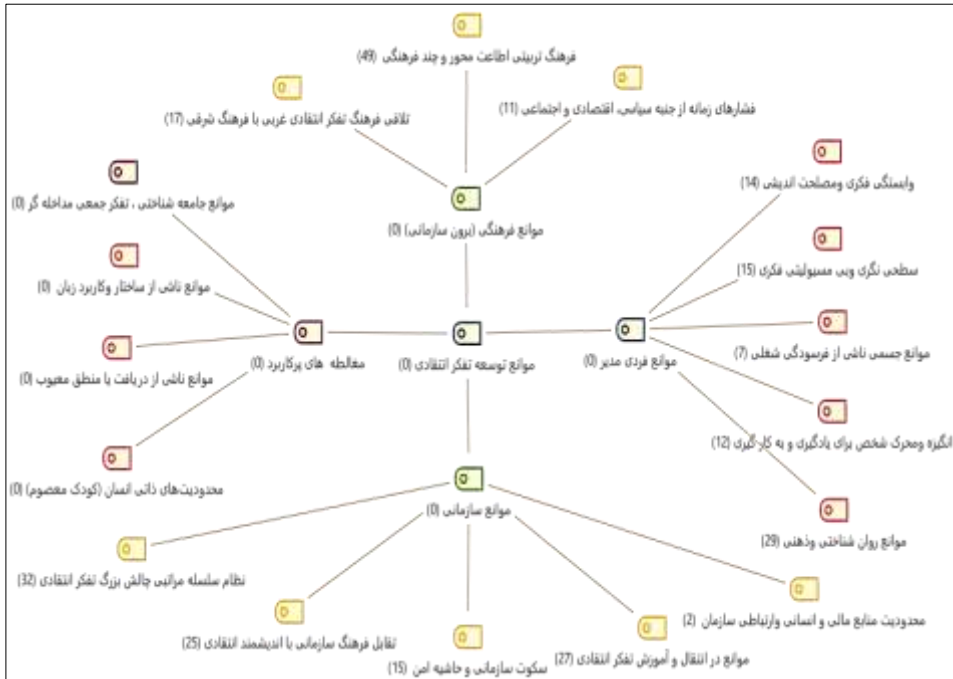 فرهنگ تربیتی اطاعت محور و چند فرهنگی (49)
فشارهای زمانه از جنبه سیاسی، اقتصادی و اجتماعی (11)
تلاقی فرهنگ تفکر انتقادی غربی با فرهنگ شرقی (17)
وابستگی فکری ومصلحت اندیشی (14)
موانع جامعه شناختی ، تفکر جمعی مداخله گر (0)
موانع فرهنگی (برون سازمانی) (0)
سطحی نگری وبی مسیولیتی فکری (15)
موانع ناشی از ساختار وکاربرد زبان (0)
موانع جسمی ناشی از فرسودگی شغلی (7)
موانع فردی مدیر (0)
موانع توسعه تفکر انتقادی (0)
مغالطه های پرکاربرد (0)
موانع ناشی از دریافت یا منطق معیوب (0)
انگیزه ومحرک شخص برای یادگیری و به کار گیری (12)
محدودیت‌های ذاتی انسان (کودک معصوم) (0)
موانع سازمانی (0)
موانع روان شناختی وذهنی (29)
نظام سلسله مراتبی چالش بزرگ تفکر انتقادی (32)
محدودیت منابع مالی و انسانی وارتباطی سازمان (2)
تقابل فرهنگ سازمانی با اندیشمند انتقادی (25)
موانع در انتقال و آموزش تفکر انتقادی (27)
سکوت سازمانی و حاشیه امن (15)